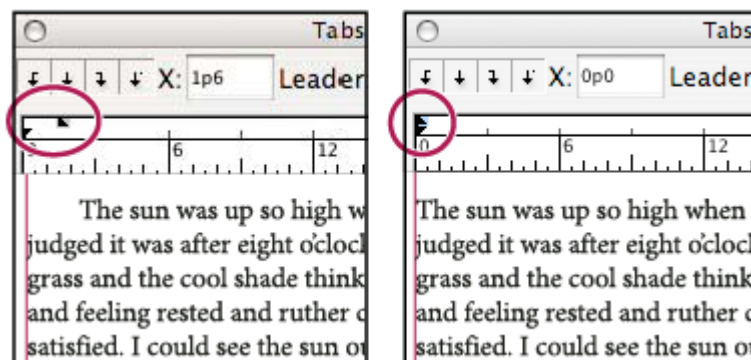 Tabs
X: 1p6 Leader
0 6 12
The sun was up so high w
judged it was after eight o'cloc
grass and the cool shade think
and feeling rested and ruther
satisfied. I could see the sun
Tabs
X: 0p0 Leader
0 6 12
The sun was up so high when
judged it was after eight o'cloc
grass and the cool shade think
and feeling rested and ruther
satisfied. I could see the sun